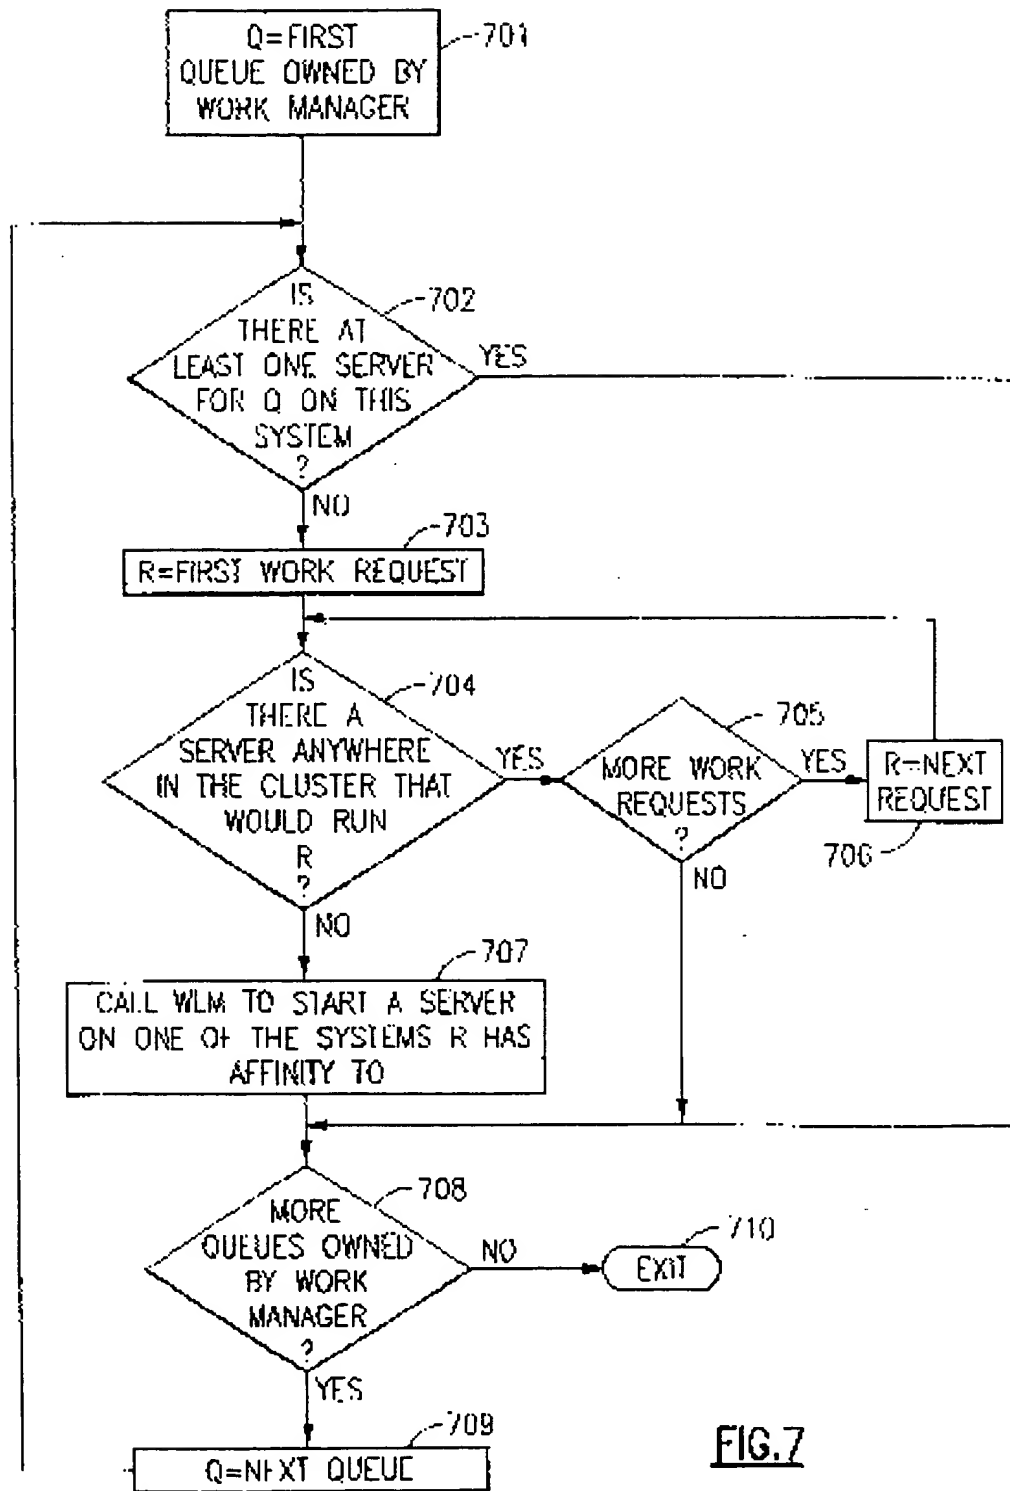 Q=FIRST
QUEUE OWNED BY
WORK MANAGER
701
IS
THERE AT
LEAST ONE SERVER
FOR Q ON THIS
SYSTEM
?
702
YES
NO
703
R=FIRST WORK REQUEST
IS
THERE A
SERVER ANYWHERE
IN THE CLUSTER THAT
WOULD RUN
R
?
704
YES
NO
705
MORE WORK
REQUESTS
?
YES
NO
R=NEXT
REQUEST
706
707
CALL WLM TO START A SERVER
ON ONE OF THE SYSTEMS R HAS
AFFINITY TO
708
MORE
QUEUES OWNED
BY WORK
MANAGER
?
NO
710
EXIT
YES
709
Q=NEXT QUEUE
FIG.7